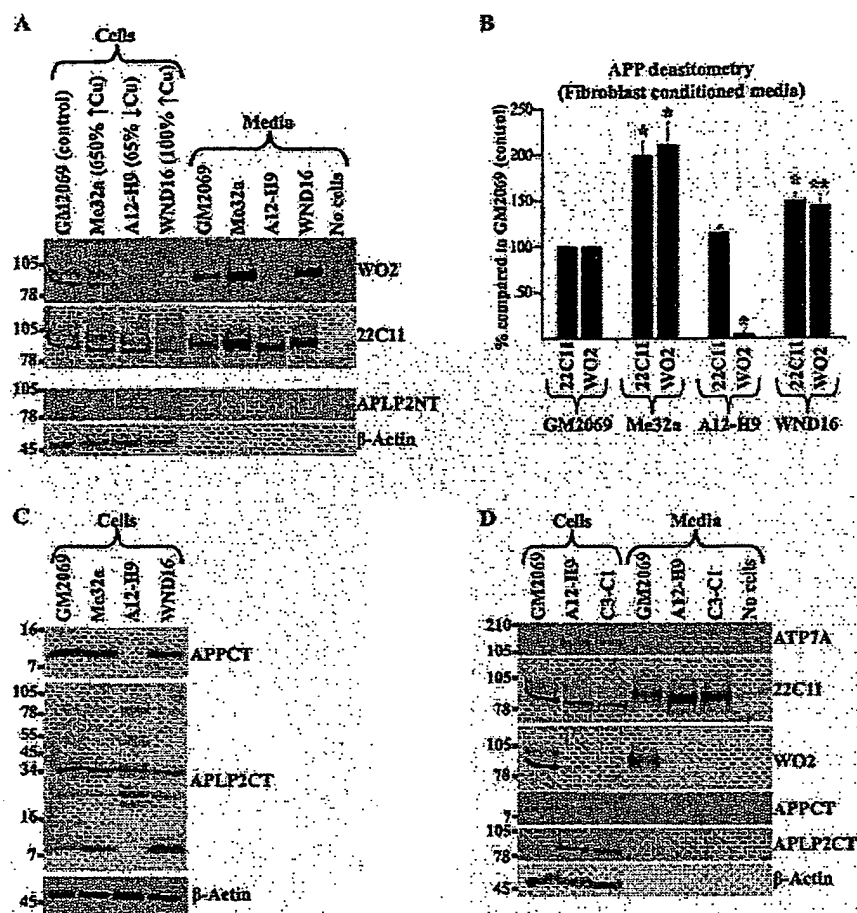 A
Cells
GM2069 (control)
Me32a (650% ↑Cu)
A12-H9 (65% ↓Cu)
WND16 (100% ↑Cu)
Media
GM2069
Me32a
A12-H9
WND16
No cells
105
78
WO2
105
78
22C11
105
78
APLP2NT
45
β-Actin
B
APP densitometry
(Fibroblast conditioned media)
% compared to GM2069 (control)
250
200
150
100
50
*
*
*
*
**
22C11
WO2
22C11
WO2
22C11
WO2
22C11
WO2
GM2069
Me32a
A12-H9
WND16
C
Cells
GM2069
Me32a
A12-H9
WND16
16
7
APPCT
105
78
55
45
34
16
7
APLP2CT
45
β-Actin
D
Cells
Media
GM2069
A12-H9
C3-C1
GM2069
A12-H9
C3-C1
No cells
210
105
ATP7A
105
78
22C11
105
78
WO2
7
APPCT
105
78
APLP2CT
45
β-Actin